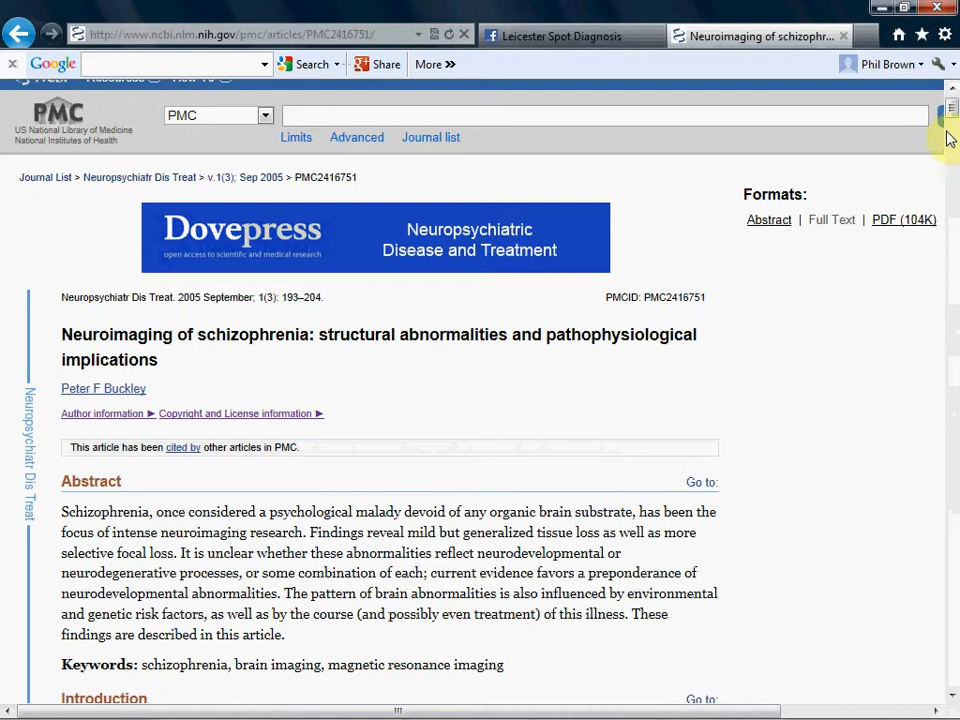 http://www.ncbi.nlm.nih.gov/pmc/articles/PMC2416751/
Leicester Spot Diagnosis
Neuroimaging of schizophr...
Google
Search
Share
More »
Phil Brown
PMC
US National Library of Medicine
National Institutes of Health
PMC
Limits
Advanced
Journal list
Journal List > Neuropsychiatr Dis Treat > v.1(3); Sep 2005 > PMC2416751
Formats:
Abstract | Full Text | PDF (104K)
Dovepress
open access to scientific and medical research
Neuropsychiatric
Disease and Treatment
Neuropsychiatr Dis Treat. 2005 September; 1(3): 193–204.
PMCID: PMC2416751
Neuroimaging of schizophrenia: structural abnormalities and pathophysiological
implications
Peter F Buckley
Author information ► Copyright and License information ►
This article has been cited by other articles in PMC.
Neuropsychiatr Dis Treat
Abstract
Go to:
Schizophrenia, once considered a psychological malady devoid of any organic brain substrate, has been the
focus of intense neuroimaging research. Findings reveal mild but generalized tissue loss as well as more
selective focal loss. It is unclear whether these abnormalities reflect neurodevelopmental or
neurodegenerative processes, or some combination of each; current evidence favors a preponderance of
neurodevelopmental abnormalities. The pattern of brain abnormalities is also influenced by environmental
and genetic risk factors, as well as by the course (and possibly even treatment) of this illness. These
findings are described in this article.
Keywords: schizophrenia, brain imaging, magnetic resonance imaging
Introduction
Go to: